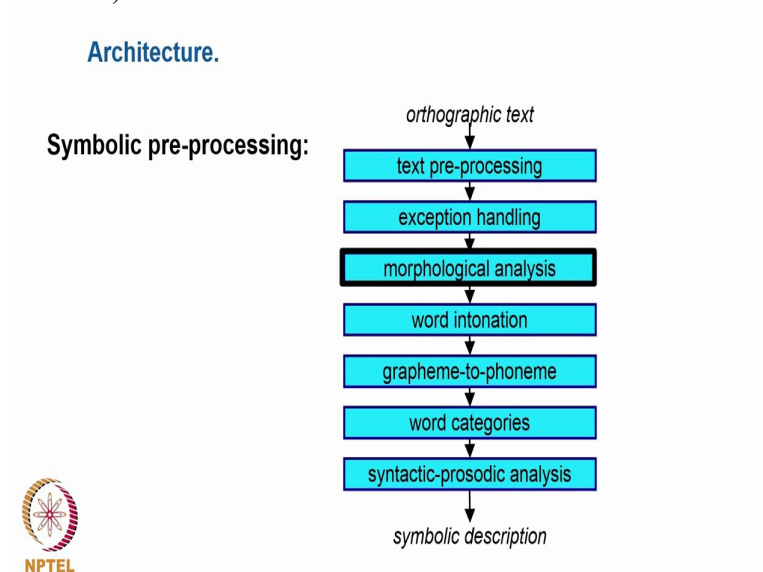 Architecture.
Symbolic pre-processing:
orthographic text
text pre-processing
exception handling
morphological analysis
word intonation
grapheme-to-phoneme
word categories
syntactic-prosodic analysis
symbolic description
NPTEL